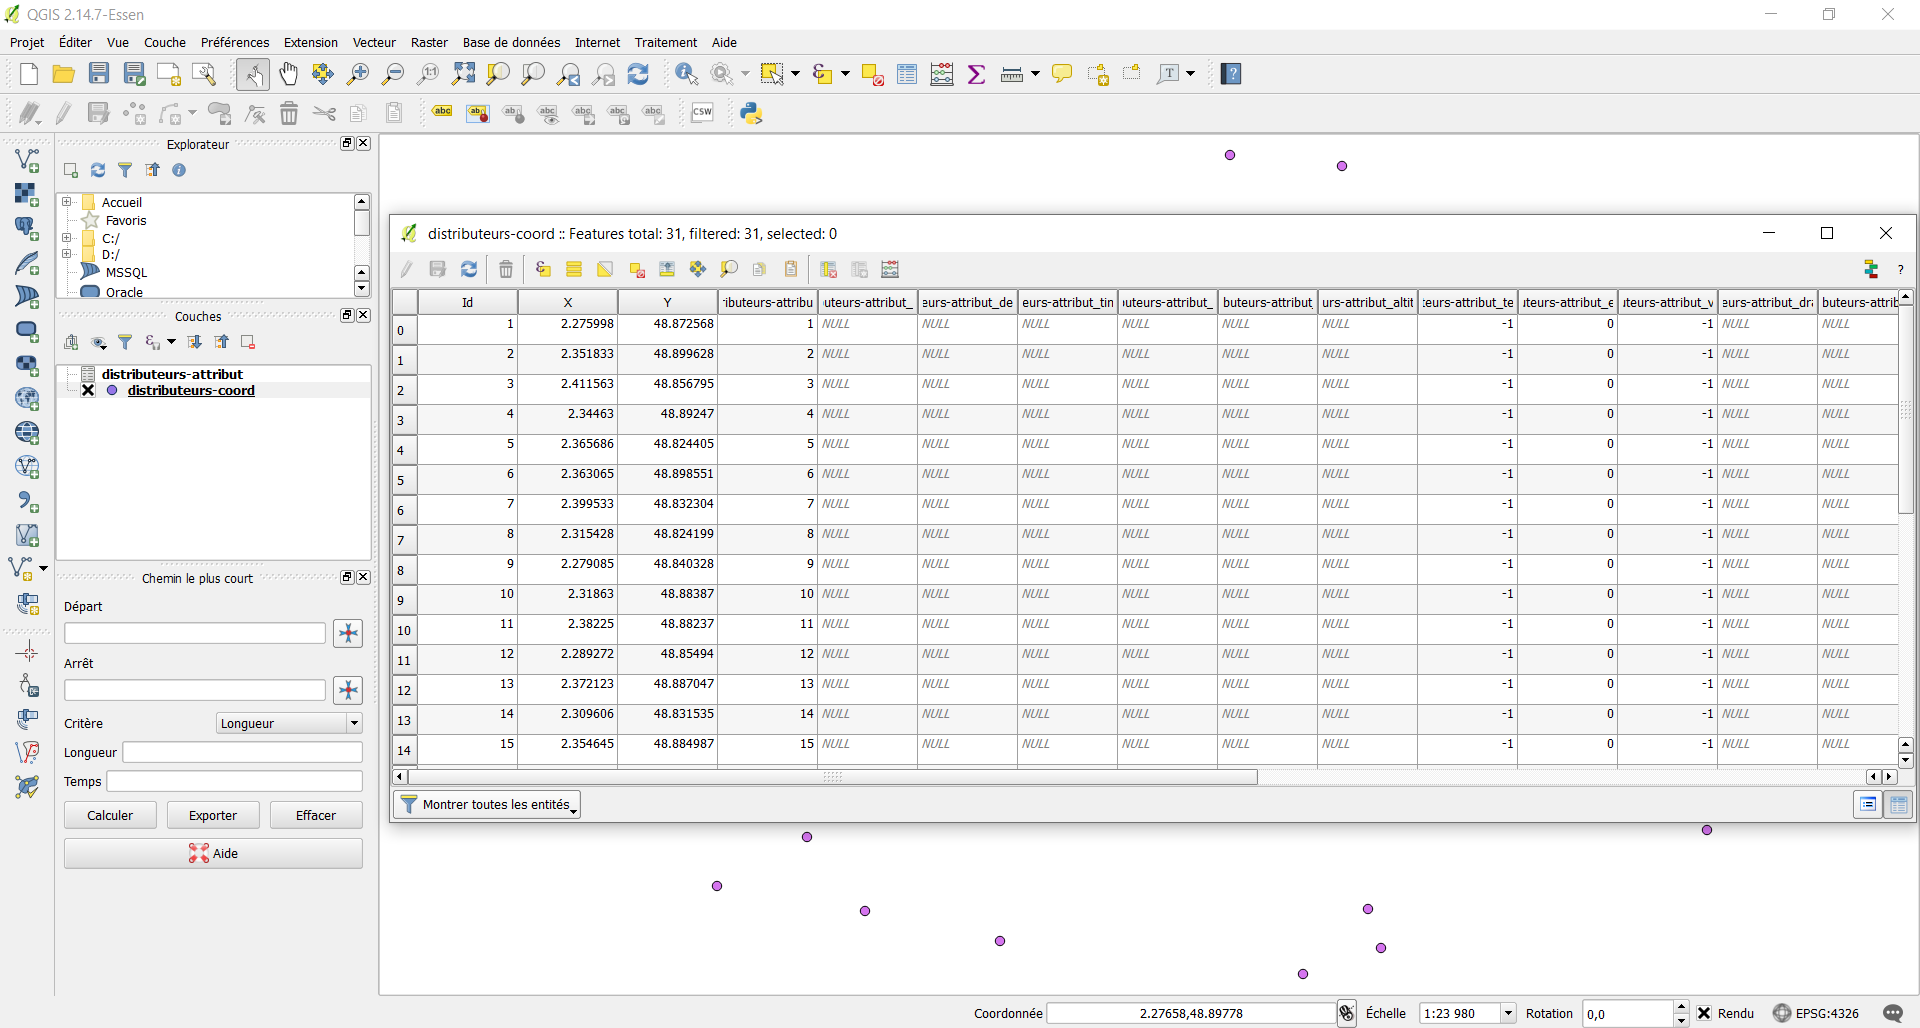 QGIS 2.14.7-Essen
Projet Éditer Vue Couche Préférences Extension Vecteur Raster Base de données Internet Traitement Aide
Explorateur
Accueil
Favoris
C:/
D:/
MSSQL
Oracle
Couches
distributeurs-attribut
distributeurs-coord
Chemin le plus court
Départ
Arrêt
Critère Longueur
Longueur
Temps
Calculer Exporter Effacer
Aide
distributeurs-coord :: Features total: 31, filtered: 31, selected: 0
Id X Y ributeurs-attribu uteurs-attribut_ eurs-attribut_de eurs-attribut_tin uteurs-attribut_ buteurs-attribut_ urs-attribut_altit teurs-attribut_te uteurs-attribut_e uteurs-attribut_v eurs-attribut_dra buteurs-attrib
0 1 2.275998 48.872568 1 NULL NULL NULL NULL NULL NULL -1 0 -1 NULL NULL
1 2 2.351833 48.899628 2 NULL NULL NULL NULL NULL NULL -1 0 -1 NULL NULL
2 3 2.411563 48.856795 3 NULL NULL NULL NULL NULL NULL -1 0 -1 NULL NULL
3 4 2.34463 48.89247 4 NULL NULL NULL NULL NULL NULL -1 0 -1 NULL NULL
4 5 2.365686 48.824405 5 NULL NULL NULL NULL NULL NULL -1 0 -1 NULL NULL
5 6 2.363065 48.898551 6 NULL NULL NULL NULL NULL NULL -1 0 -1 NULL NULL
6 7 2.399533 48.832304 7 NULL NULL NULL NULL NULL NULL -1 0 -1 NULL NULL
7 8 2.315428 48.824199 8 NULL NULL NULL NULL NULL NULL -1 0 -1 NULL NULL
8 9 2.279085 48.840328 9 NULL NULL NULL NULL NULL NULL -1 0 -1 NULL NULL
9 10 2.31863 48.88387 10 NULL NULL NULL NULL NULL NULL -1 0 -1 NULL NULL
10 11 2.38225 48.88237 11 NULL NULL NULL NULL NULL NULL -1 0 -1 NULL NULL
11 12 2.289272 48.85494 12 NULL NULL NULL NULL NULL NULL -1 0 -1 NULL NULL
12 13 2.372123 48.887047 13 NULL NULL NULL NULL NULL NULL -1 0 -1 NULL NULL
13 14 2.309606 48.831535 14 NULL NULL NULL NULL NULL NULL -1 0 -1 NULL NULL
14 15 2.354645 48.884987 15 NULL NULL NULL NULL NULL NULL -1 0 -1 NULL NULL
Montrer toutes les entités
Coordonnée 2.27658,48.89778 Échelle 1:23 980 Rotation 0,0 Rendu EPSG:4326